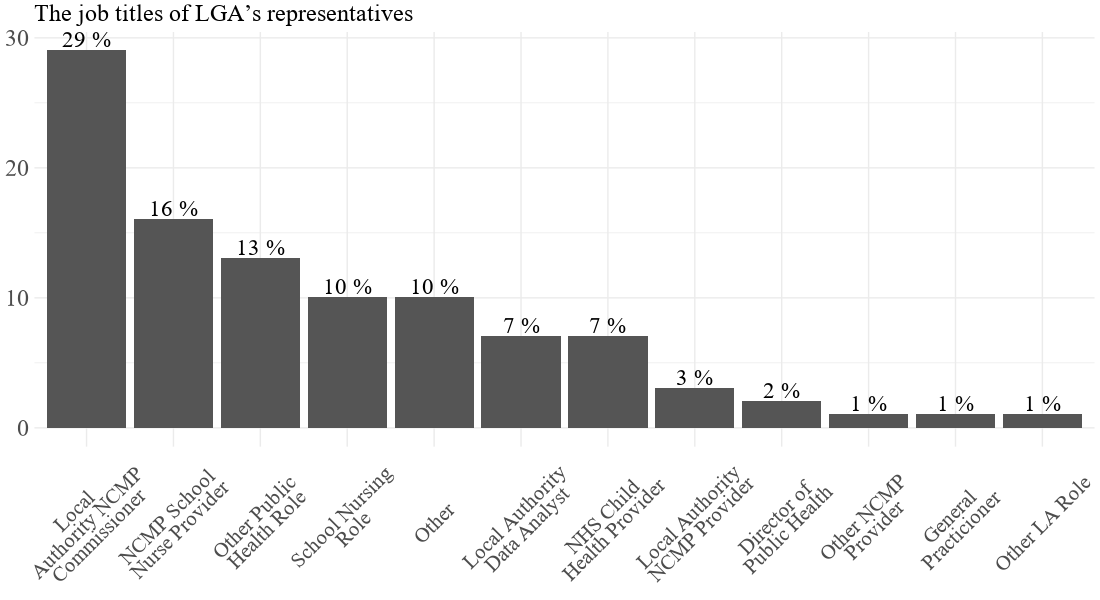 The job titles of LGA’s representatives
30
20
10
0
29 %
16 %
13 %
10 %
10 %
7 %
7 %
3 %
2 %
1 %
1 %
1 %
Local
Authority NCMP
Commissioner
NCMP School
Nurse Provider
Other Public
Health Role
School Nursing
Role
Other
Local Authority
Data Analyst
NHS Child
Health Provider
Local Authority
NCMP Provider
Director of
Public Health
Other NCMP
Provider
General
Practicioner
Other LA Role